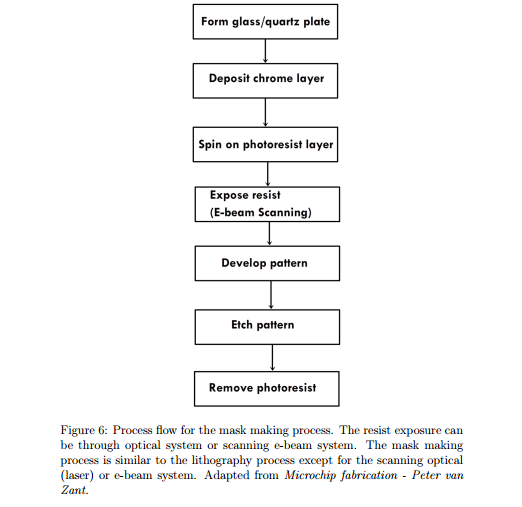 Form glass/quartz plate
Deposit chrome layer
Spin on photoresist layer
Expose resist
(E-beam Scanning)
Develop pattern
Etch pattern
Remove photoresist
Figure 6: Process flow for the mask making process. The resist exposure can
be through optical system or scanning e-beam system. The mask making
process is similar to the lithography process except for the scanning optical
(laser) or e-beam system. Adapted from Microchip fabrication - Peter van
Zant.